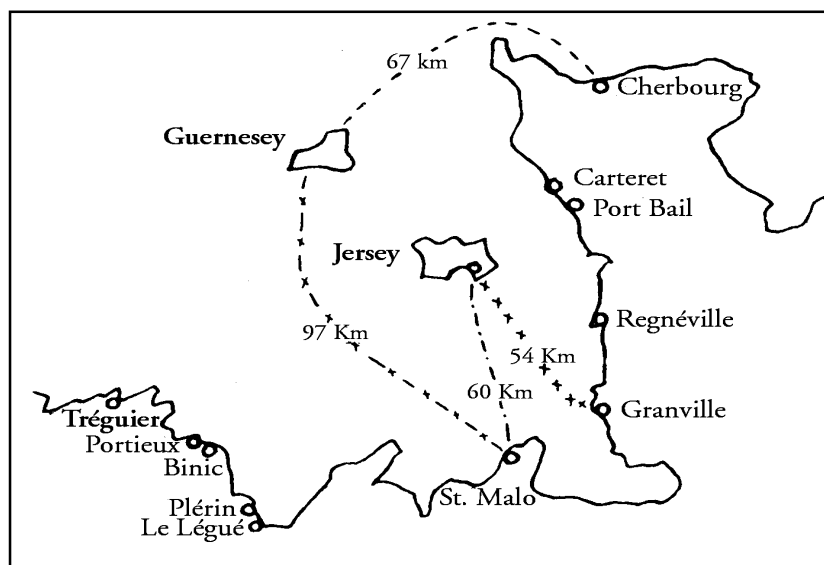 67 km
Cherbourg
Guernesey
Carteret
Port Bail
Jersey
Regnéville
97 Km
54 Km
60 Km
Granville
Tréguier
Portieux
Binic
St. Malo
Plérin
Le Légué